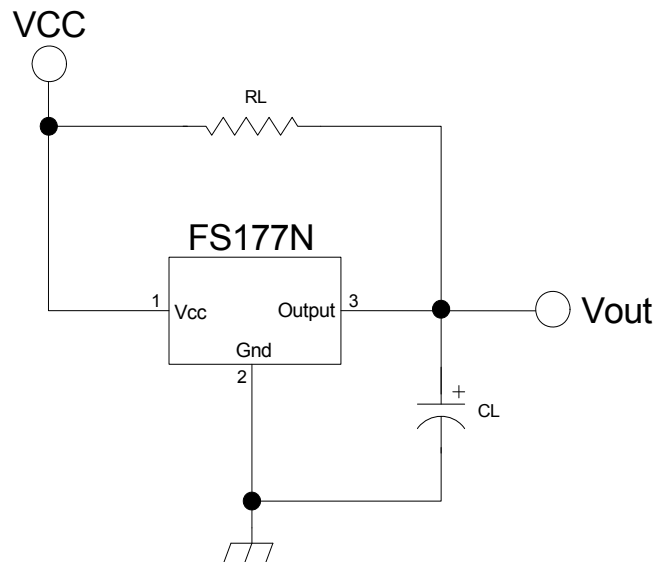 VCC
RL
FS177N
1
Vcc
Output
3
Gnd
2
Vout
+
CL